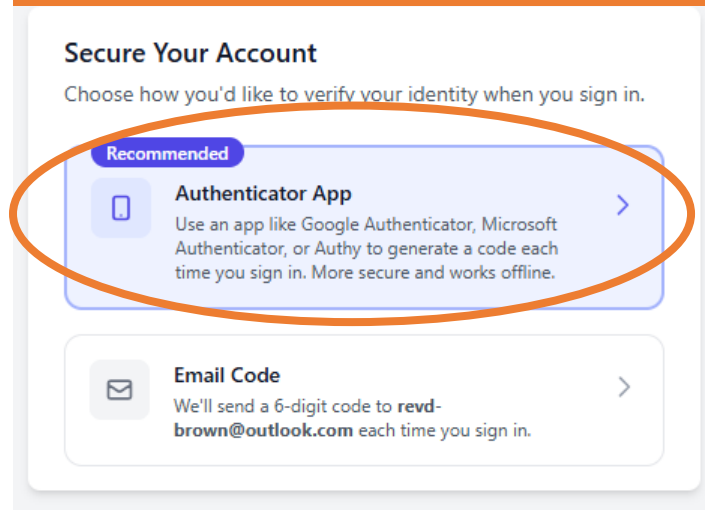 Secure Your Account
Choose how you'd like to verify your identity when you sign in.
Recommended
Authenticator App
Use an app like Google Authenticator, Microsoft
Authenticator, or Authy to generate a code each
time you sign in. More secure and works offline.
Email Code
We'll send a 6-digit code to revd-
brown@outlook.com each time you sign in.